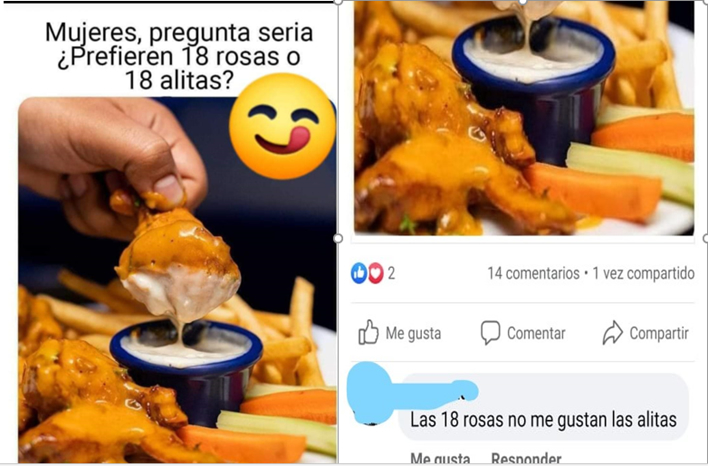 Mujeres, pregunta seria
¿Prefieren 18 rosas o
18 alitas?
2
14 comentarios • 1 vez compartido
Me gusta
Comentar
Compartir
Las 18 rosas no me gustan las alitas
Me gusta
Responder